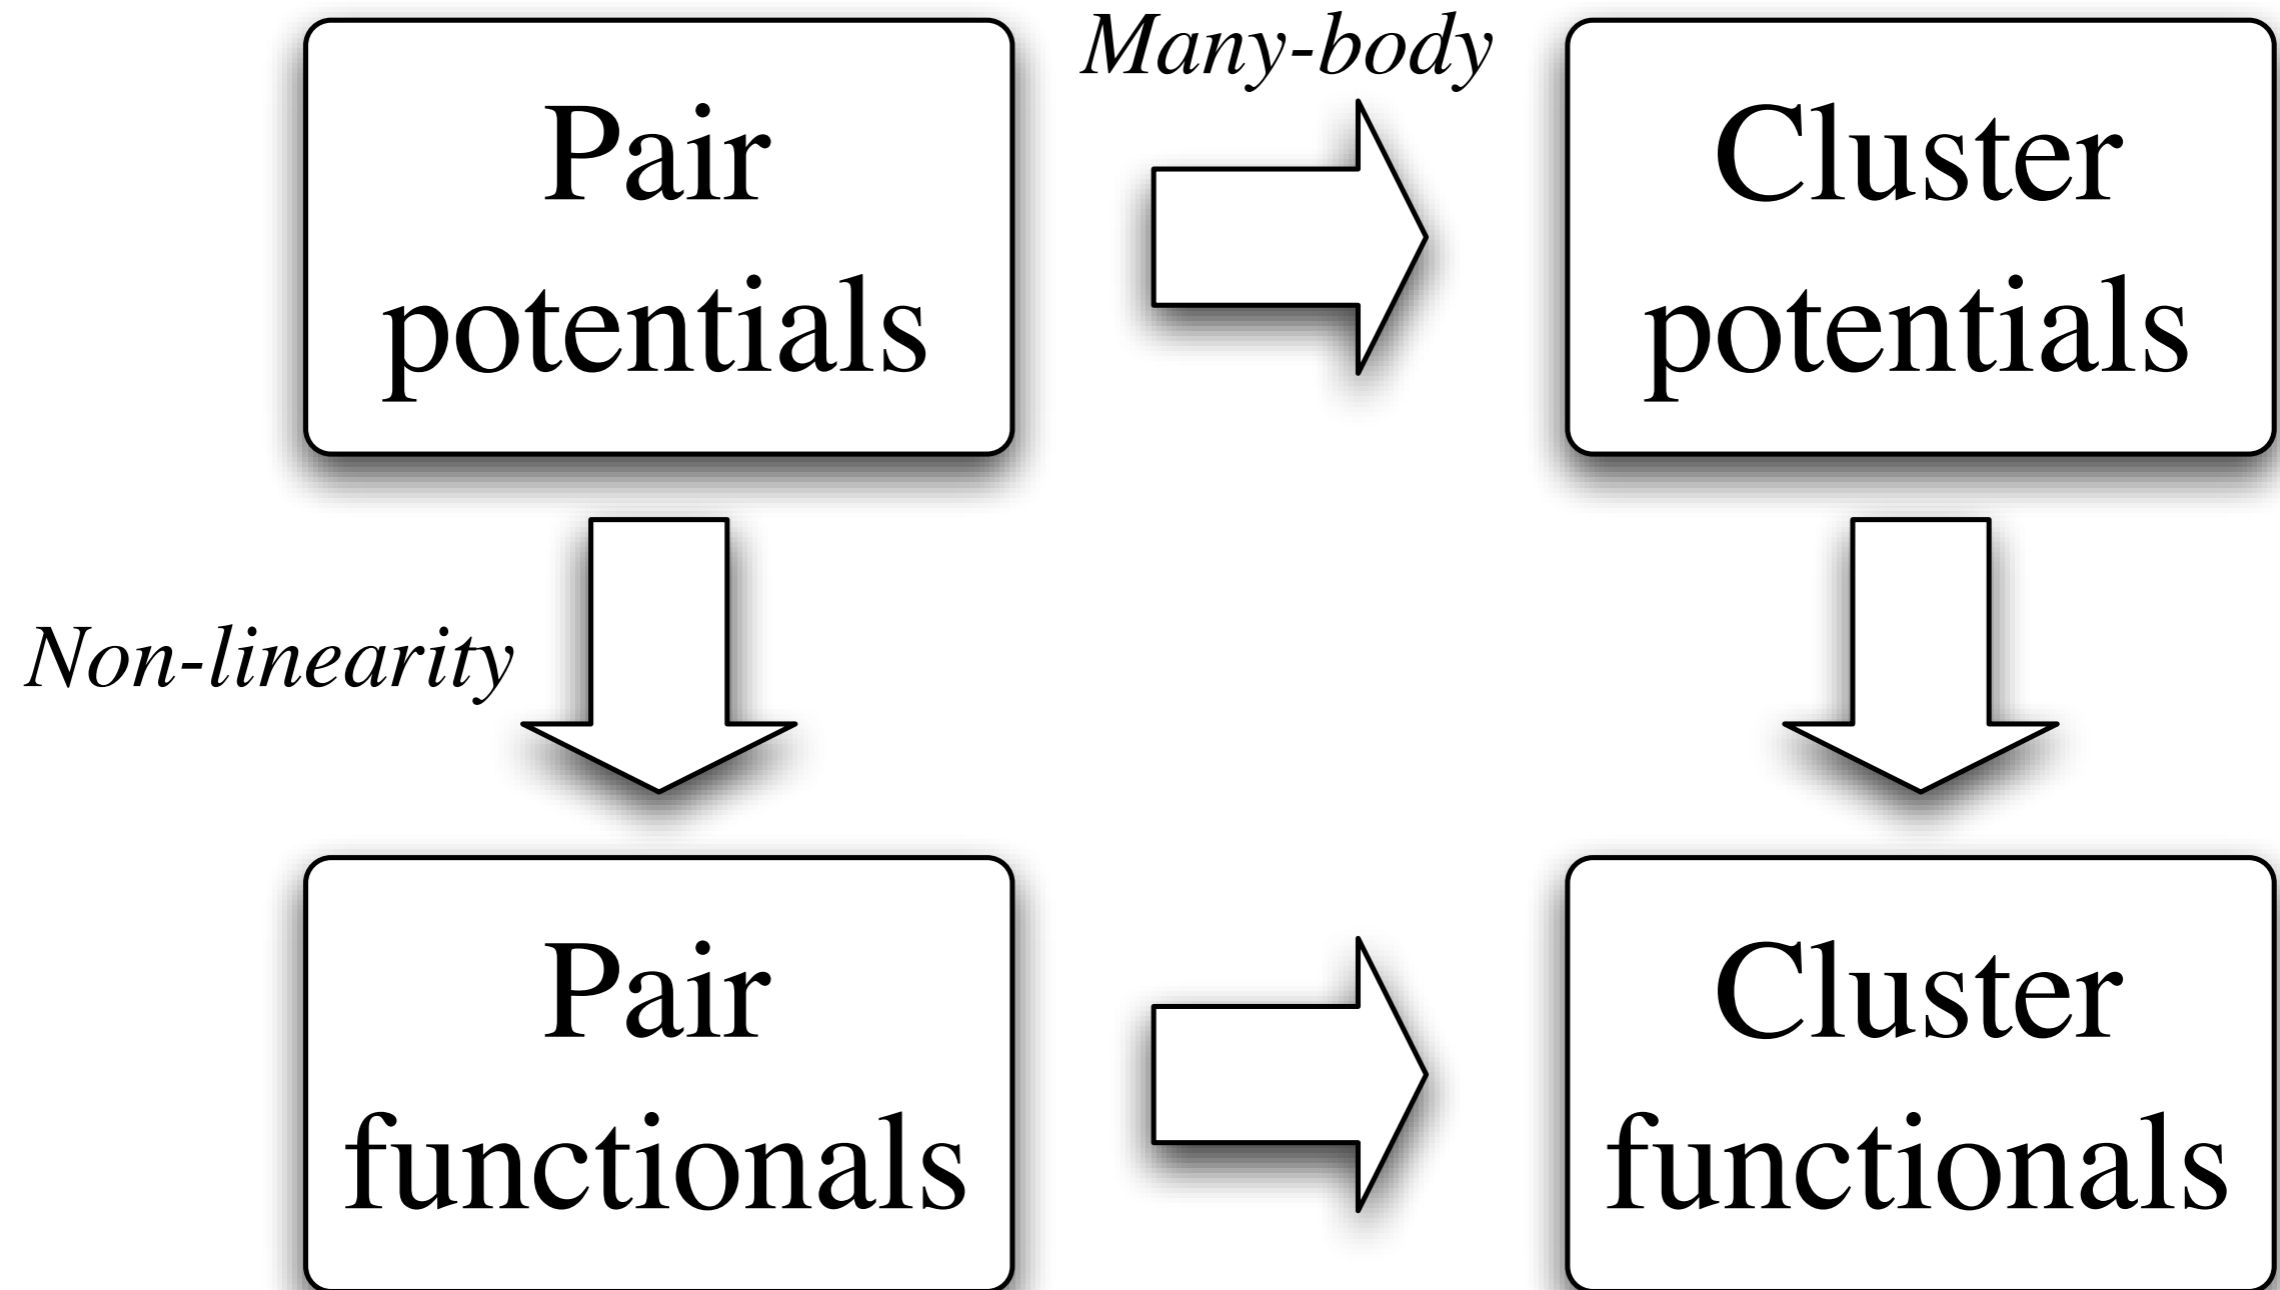 Pair
potentials
Many-body
Cluster
potentials
Non-linearity
Pair
functionals
Cluster
functionals